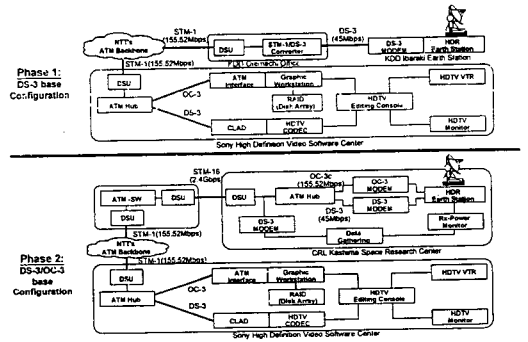 NTT's
ATM Backbone
STM-1
(155.52Mbps)
DSU
STM-1/DS-3
Converter
DS-3
(45Mbps)
DS-3
MODEM
HDR
Earth Station
KDD Ibaraki Earth Station
STM-1(155.52Mbps)
Phase 1:
DS-3 base
Configuration
DSU
ATM Hub
OC-3
DS-3
ATM
Interface
Graphic
Workstation
RAID
(Disk Array)
CLAD
HDTV
CODEC
HDTV
Editing Console
HDTV VTR
HDTV
Monitor
Sony High Definition Video Software Center
Phase 2:
DS-3/OC-3
base
Configuration
ATM-SW
DSU
DSU
STM-16
(2.4Gbps)
DSU
ATM Hub
OC-3c
(155.52Mbps)
OC-3
MODEM
DS-3
MODEM
DS-3
(45Mbps)
HDR
Earth Station
DS-3
MODEM
Data
Gathering
Rx-Power
Monitor
CRL Kashima Space Research Center
STM-1(155.52Mbps)
NTT's
ATM Backbone
STM-1(155.52Mbps)
DSU
ATM Hub
OC-3
DS-3
ATM
Interface
Graphic
Workstation
RAID
(Disk Array)
CLAD
HDTV
CODEC
HDTV
Editing Console
HDTV VTR
HDTV
Monitor
Sony High Definition Video Software Center